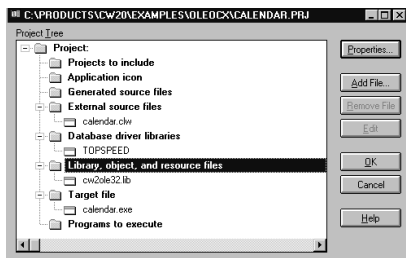 C:\PRODUCTS\CW20\EXAMPLES\OLEOCX\CALENDAR.PRJ
Project Tree
Project:
Projects to include
Application icon
Generated source files
External source files
calendar.clw
Database driver libraries
TOPSPEED
Library, object, and resource files
cw2ole32.lib
Target file
calendar.exe
Programs to execute
Properties...
Add File...
Remove File
Edit
OK
Cancel
Help